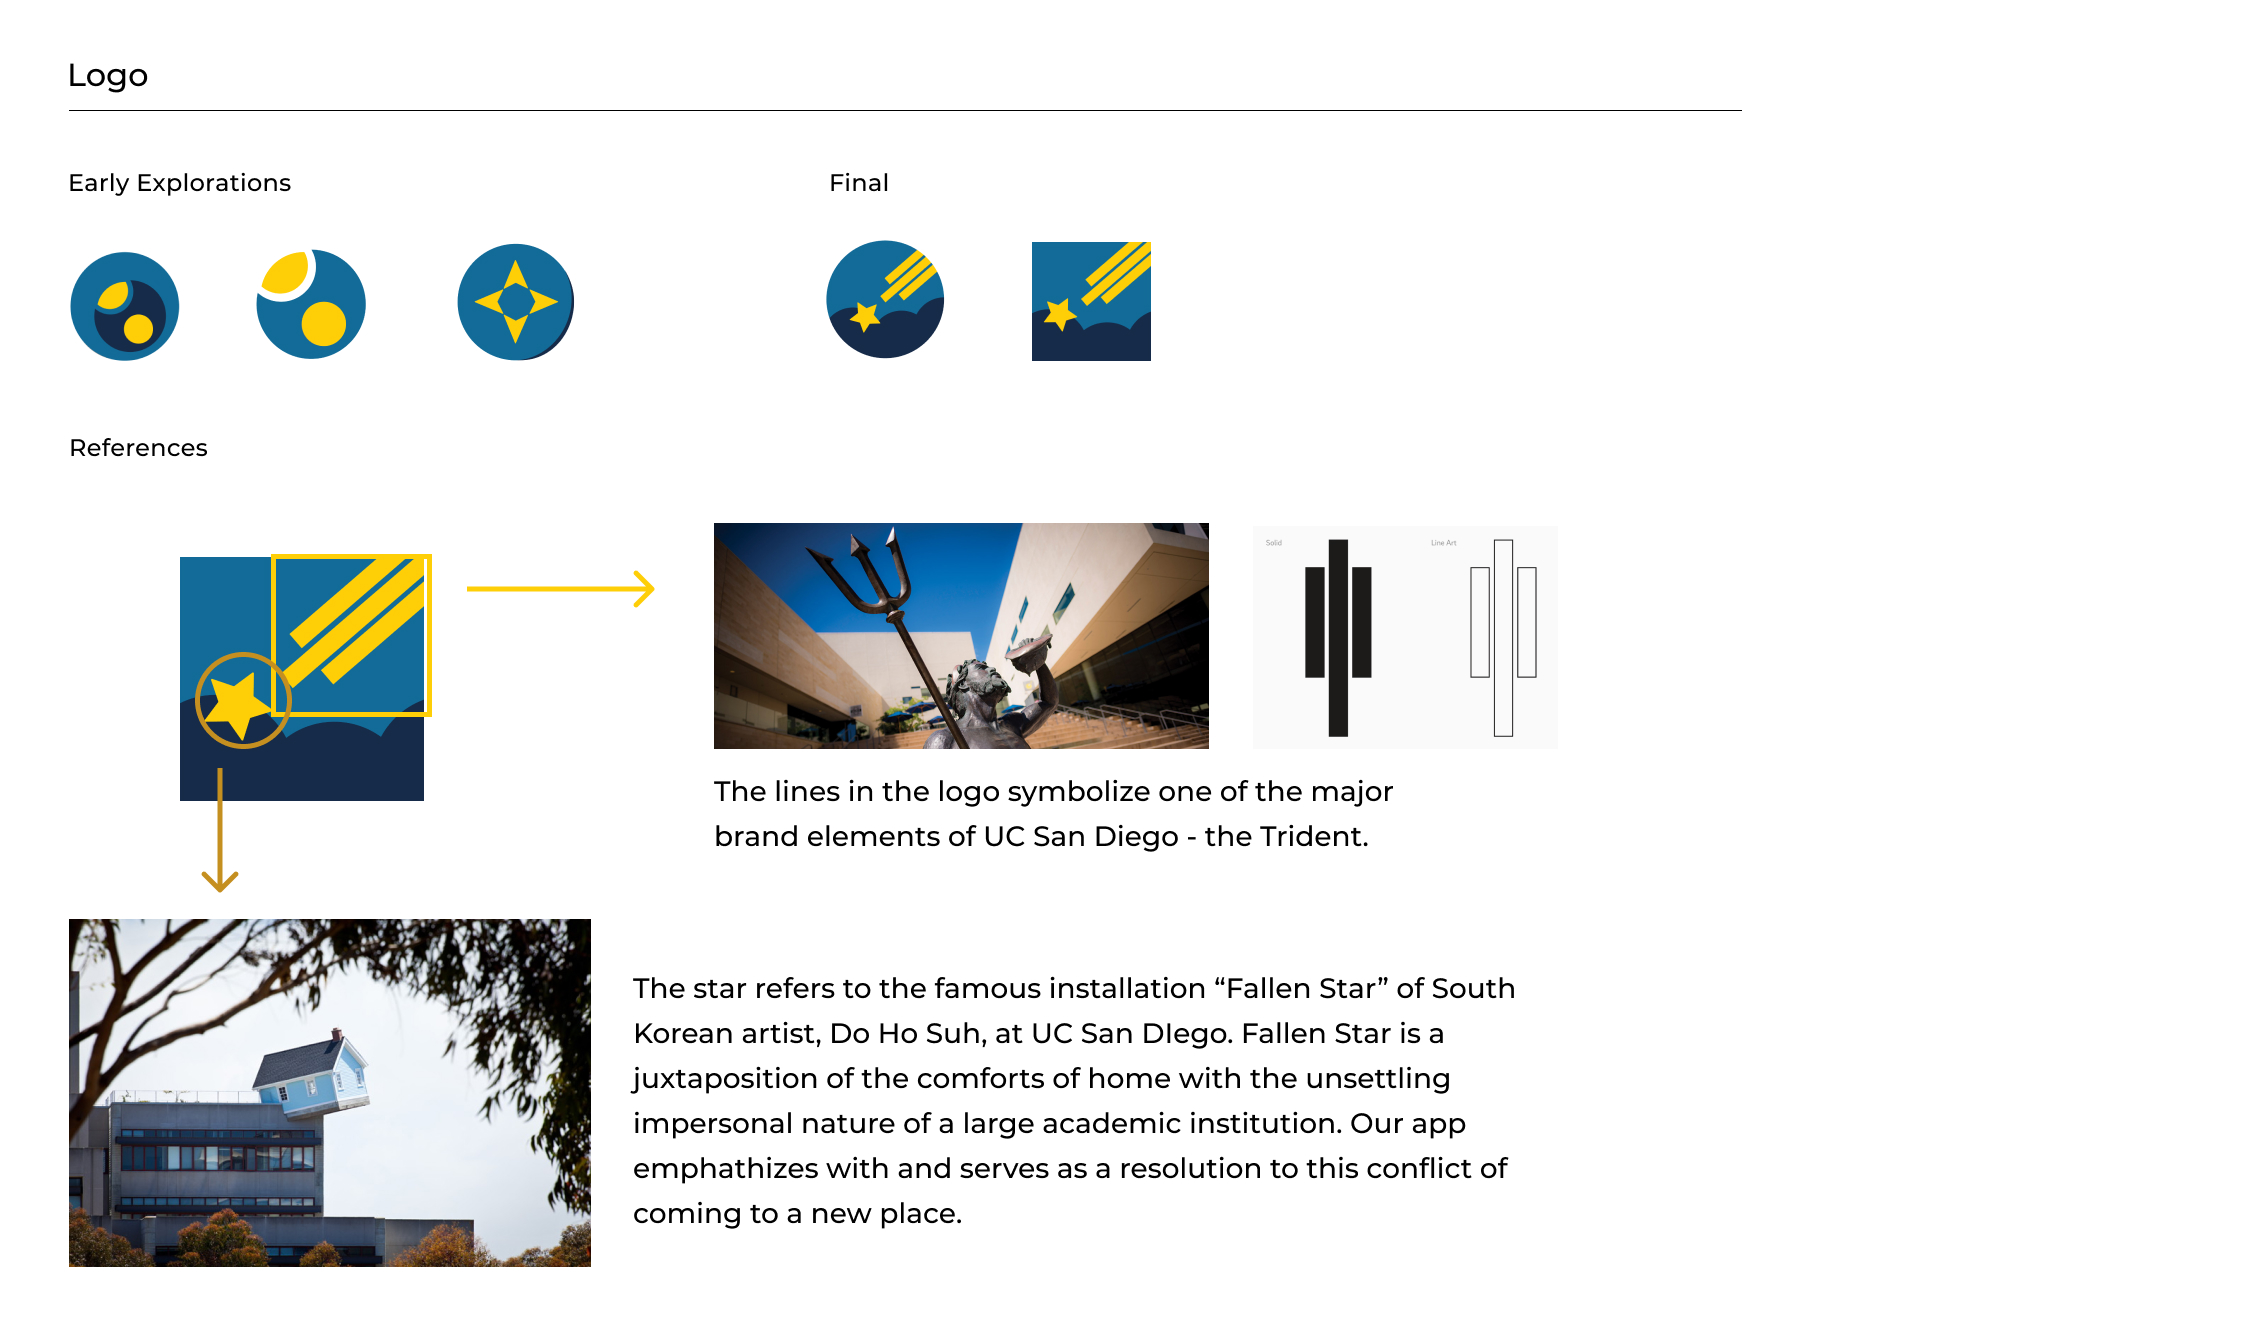 Logo
Early Explorations
Final
References
Solid
Line Art
The lines in the logo symbolize one of the major
brand elements of UC San Diego - the Trident.
The star refers to the famous installation “Fallen Star” of South
Korean artist, Do Ho Suh, at UC San DIego. Fallen Star is a
juxtaposition of the comforts of home with the unsettling
impersonal nature of a large academic institution. Our app
emphathizes with and serves as a resolution to this conflict of
coming to a new place.